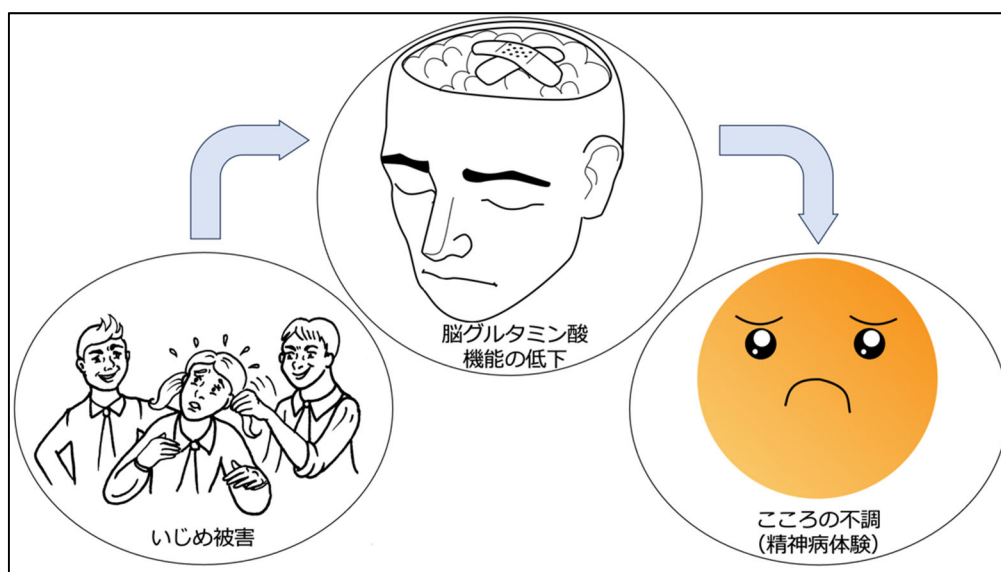 いじめ被害
脳グルタミン酸
機能の低下
こころの不調
（精神病体験）